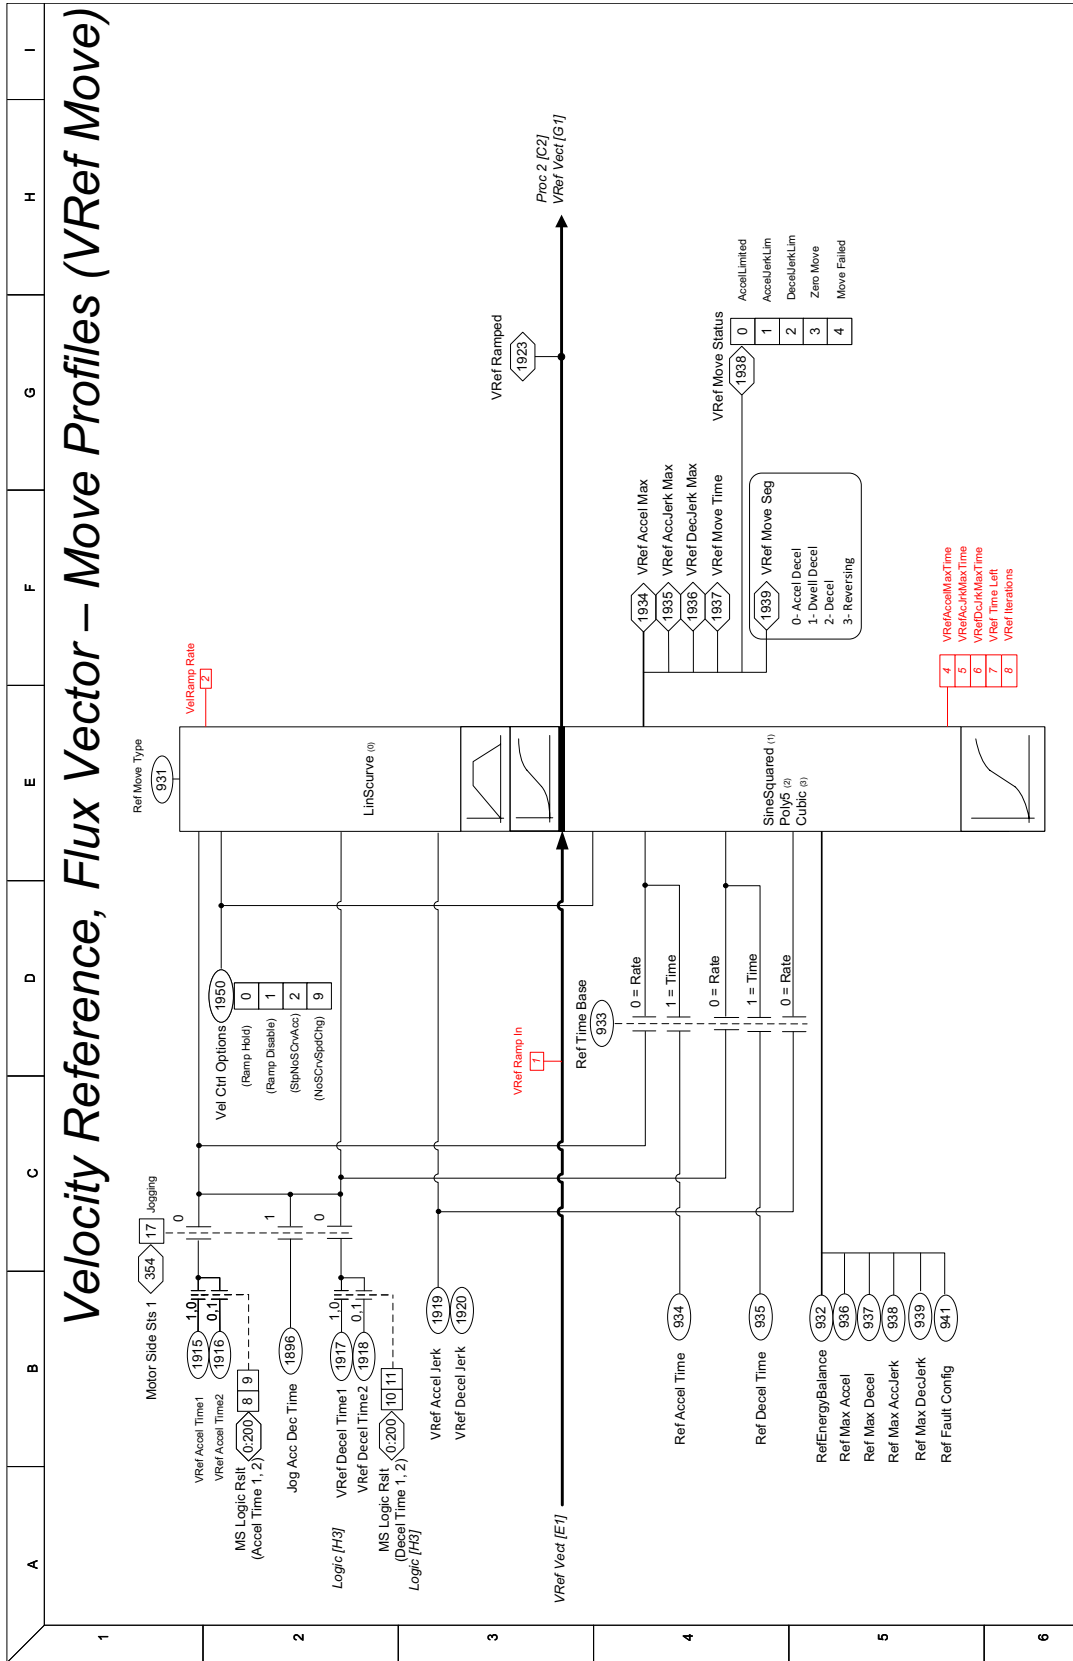 A
B
C
D
E
F
G
H
I
1
2
3
4
5
6
Velocity Reference, Flux Vector – Move Profiles (VRef Move)
Motor Side Sts 1
354
17
Jogging
VRef Accel Time1
1915
1,0
VRef Accel Time2
1916
0,1
0
MS Logic Rslt
(Accel Time 1, 2)
0:200
8
9
Jog Acc Dec Time
1896
1
Logic [H3]
VRef Decel Time1
1917
1,0
VRef Decel Time2
1918
0,1
0
MS Logic Rslt
(Decel Time 1, 2)
0:200
10
11
Logic [H3]
VRef Accel Jerk
1919
VRef Decel Jerk
1920
Vel Ctrl Options
1950
(Ramp Hold)
0
(Ramp Disable)
1
(StpNoSCrvAcc)
2
(NoSCrvSpdChg)
9
Ref Move Type
931
VelRamp Rate
2
LinScurve (0)
VRef Vect [E1]
VRef Ramp In
1
VRef Ramped
1923
Proc 2 [C2]
VRef Vect [G1]
Ref Time Base
933
0 = Rate
1 = Time
0 = Rate
1 = Time
0 = Rate
Ref Accel Time
934
Ref Decel Time
935
RefEnergyBalance
932
Ref Max Accel
936
Ref Max Decel
937
Ref Max AccJerk
938
Ref Max DecJerk
939
Ref Fault Config
941
SineSquared (1)
Poly5 (2)
Cubic (3)
1934
VRef Accel Max
1935
VRef AccJerk Max
1936
VRef DecJerk Max
1937
VRef Move Time
1939
VRef Move Seg
0- Accel Decel
1- Dwell Decel
2- Decel
3- Reversing
VRef Move Status
1938
0
AccelLimited
1
AccelJerkLim
2
DecelJerkLim
3
Zero Move
4
Move Failed
4
VRefAccelMaxTime
5
VRefAcJrkMaxTime
6
VRefDcJrkMaxTime
7
VRef Time Left
8
VRef Iterations